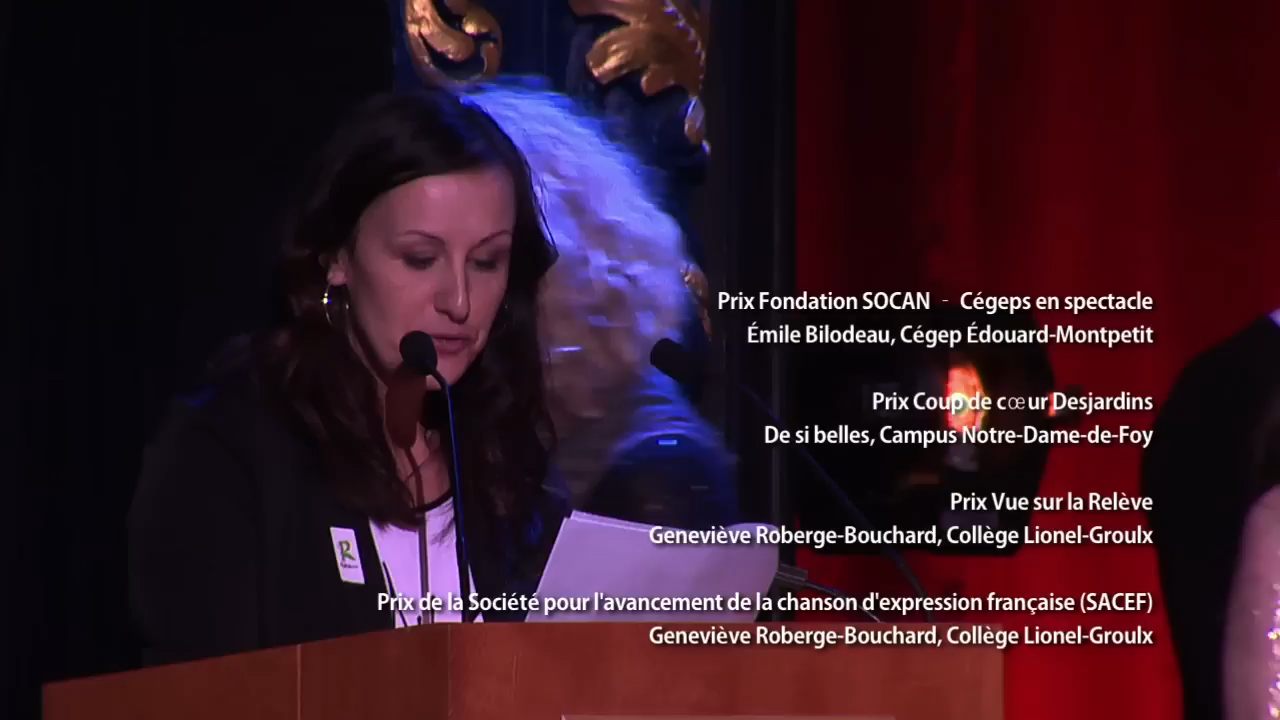 Prix Fondation SOCAN - Cégeps en spectacle
Émile Bilodeau, Cégep Édouard-Montpetit
Prix Coup de cœur Desjardins
De si belles, Campus Notre-Dame-de-Foy
Prix Vue sur la Relève
Geneviève Roberge-Bouchard, Collège Lionel-Groulx
Prix de la Société pour l'avancement de la chanson d'expression française (SACEF)
Geneviève Roberge-Bouchard, Collège Lionel-Groulx